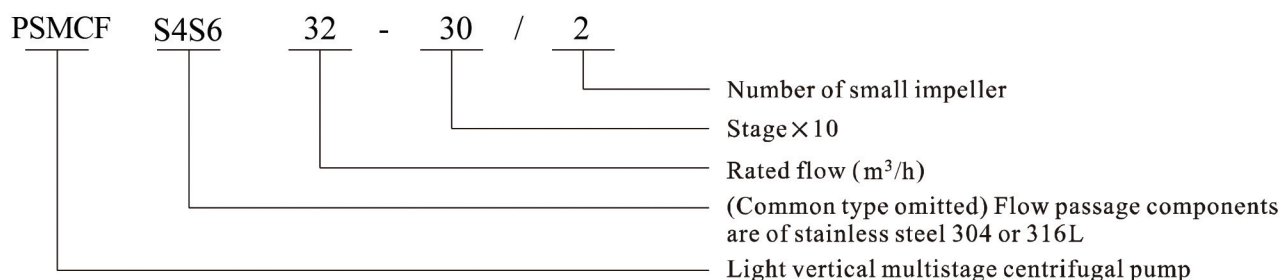 PSMCF S4S6 32 - 30 / 2
Number of small impeller
Stage×10
Rated flow (m³/h)
(Common type omitted) Flow passage components
are of stainless steel 304 or 316L
Light vertical multistage centrifugal pump